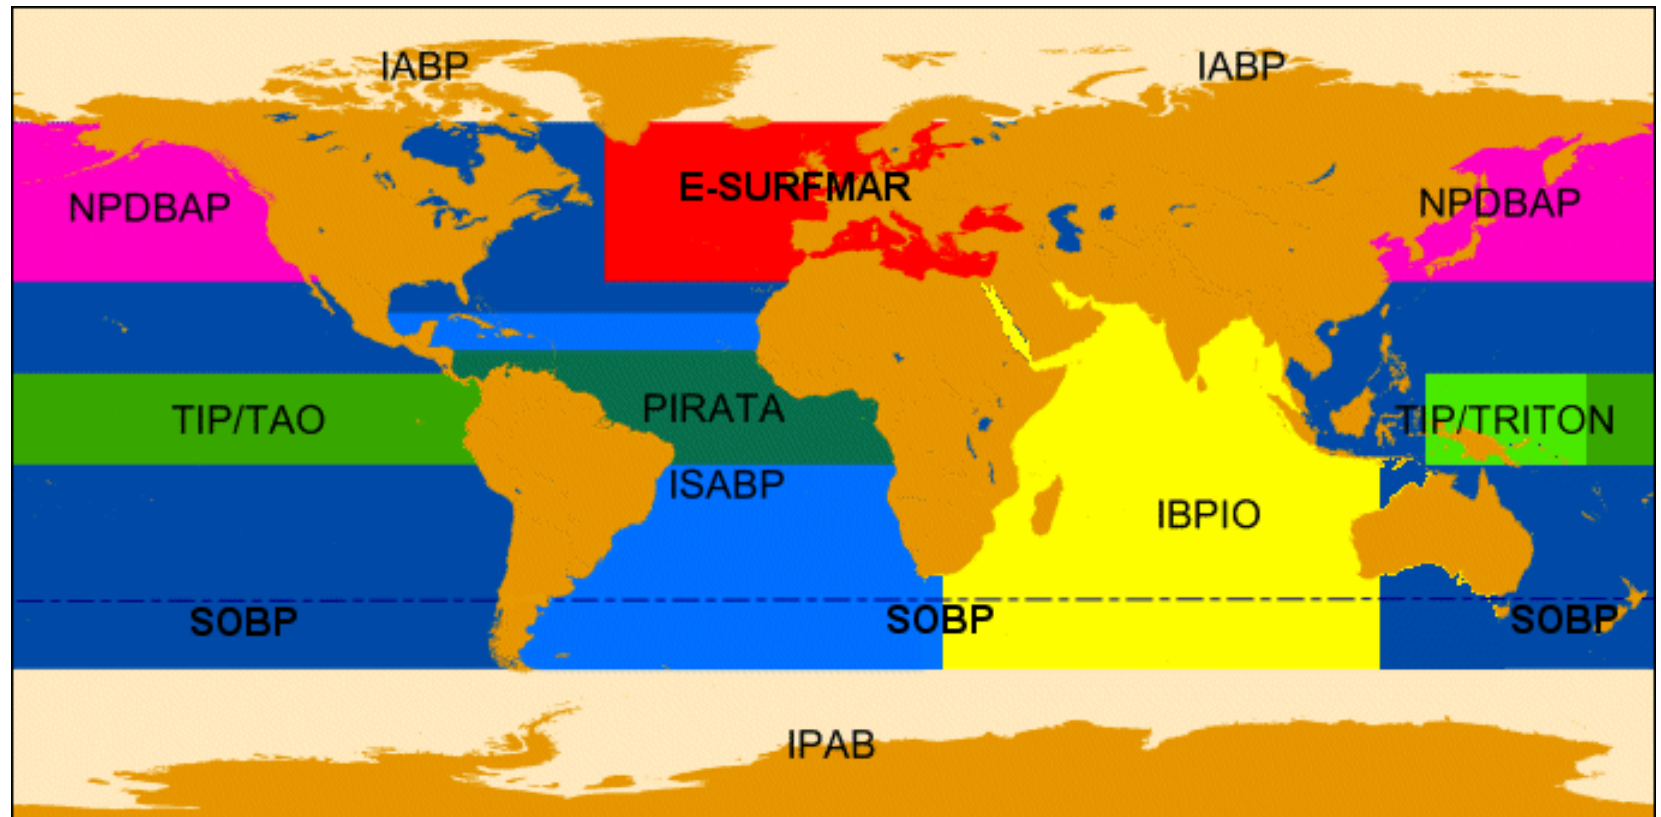 IABP
IABP
E-SURFMAR
NPDBAP
NPDBAP
TIP/TAO
PIRATA
TIP/TRITON
ISABP
IBPIO
SOBP
SOBP
SOBP
IPAB